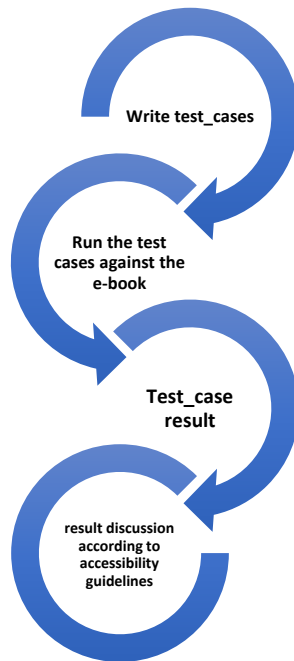 Write test_cases
Run the test
cases against the
e-book
Test_case
result
result discussion
according to
accessibility
guidelines